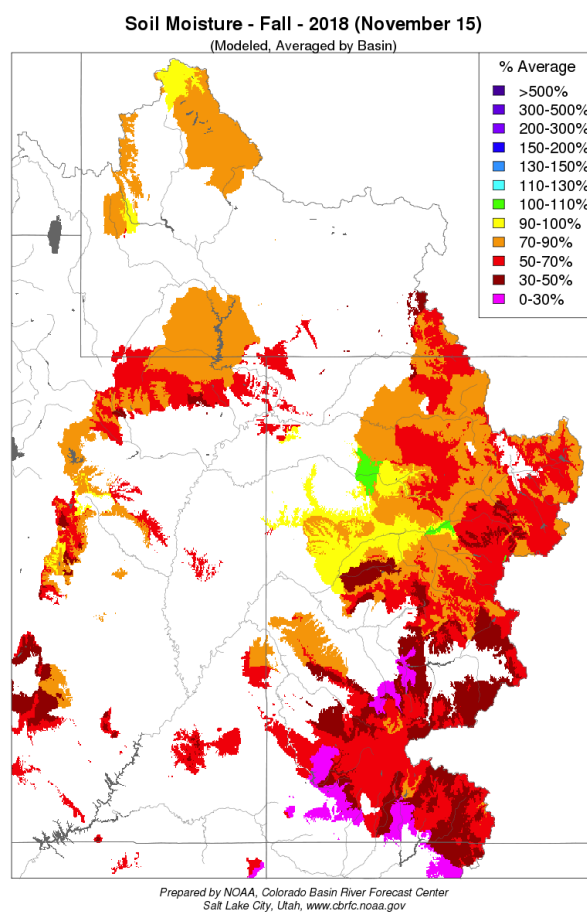 Soil Moisture - Fall - 2018 (November 15)
(Modeled, Averaged by Basin)
% Average
>500%
300-500%
200-300%
150-200%
130-150%
110-130%
100-110%
90-100%
70-90%
50-70%
30-50%
0-30%
Prepared by NOAA, Colorado Basin River Forecast Center
Salt Lake City, Utah, www.cbrfc.noaa.gov